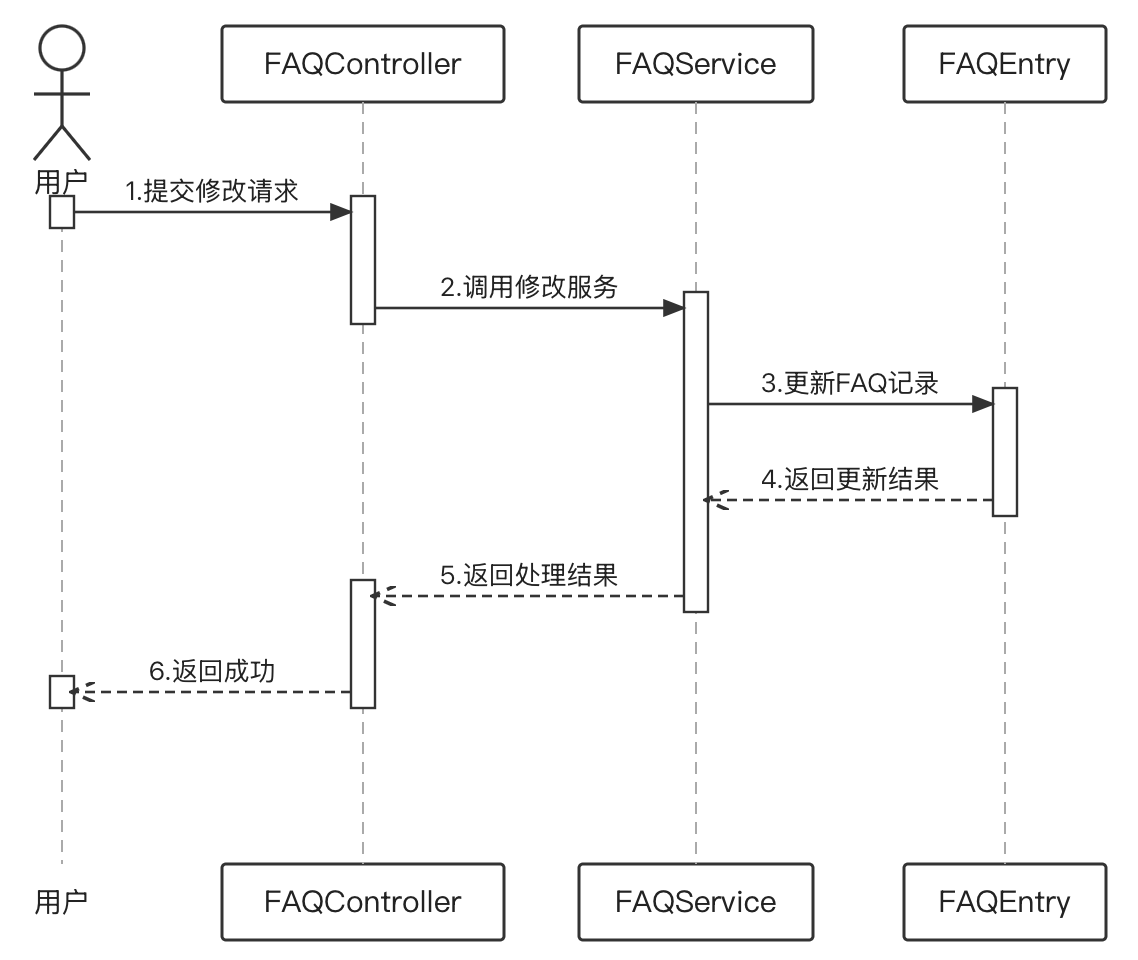 FAQController
FAQService
FAQEntry
用户
1.提交修改请求
2.调用修改服务
3.更新FAQ记录
4.返回更新结果
5.返回处理结果
6.返回成功
用户
FAQController
FAQService
FAQEntry